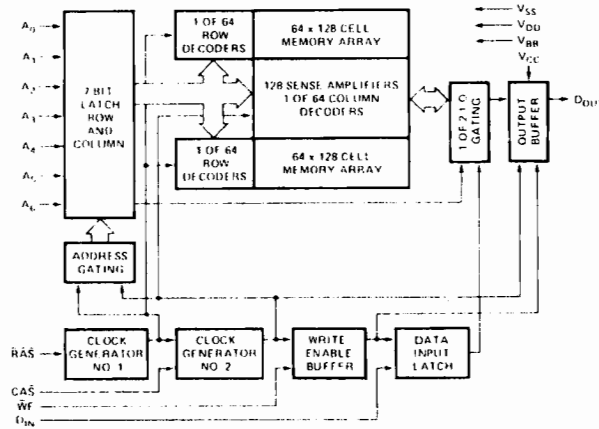 A0
A1
A2
A3
A4
A5
A6
7 BIT
LATCH
ROW
AND
COLUMN
1 OF 64
ROW
DECODERS
64 x 128 CELL
MEMORY ARRAY
128 SENSE AMPLIFIERS
1 OF 64 COLUMN
DECODERS
1 OF 64
ROW
DECODERS
64 x 128 CELL
MEMORY ARRAY
1 OF 2 I/O
GATING
OUTPUT
BUFFER
VSS
VDD
VBB
VCC
DOUT
ADDRESS
GATING
RAS
CLOCK
GENERATOR
NO. 1
CLOCK
GENERATOR
NO. 2
WRITE
ENABLE
BUFFER
DATA
INPUT
LATCH
CAS
WE
DIN